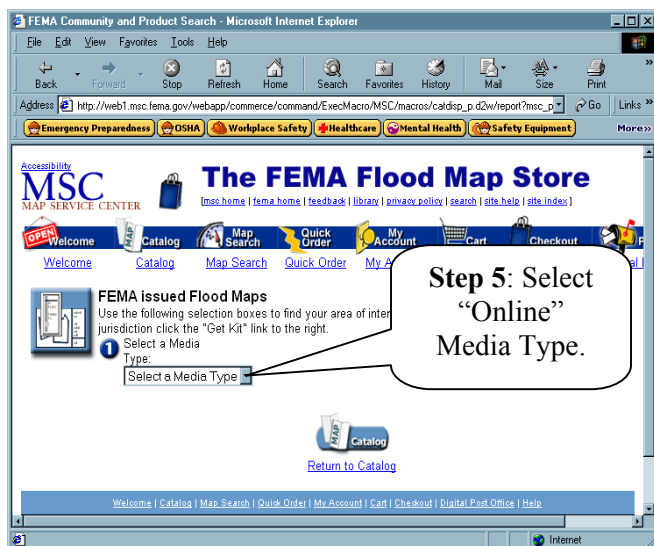 FEMA Community and Product Search - Microsoft Internet Explorer
File Edit View Favorites Tools Help
Back Forward Stop Refresh Home Search Favorites History Mail Size Print »
Address http://web1.msc.fema.gov/webapp/commerce/command/ExecMacro/MSC/macros/catdisp_p.d2w/report?msc_p Go Links »
Emergency Preparedness OSHA Workplace Safety Healthcare Mental Health Safety Equipment More»
Accessibility
MSC
MAP SERVICE CENTER
The FEMA Flood Map Store
[msc home | fema home | feedback | library | privacy policy | search | site help | site index ]
OPEN Welcome MAP Catalog Map Search Quick Order My Account Cart Checkout P
Welcome Catalog Map Search Quick Order My A
Step 5: Select
“Online”
Media Type.
FEMA issued Flood Maps
Use the following selection boxes to find your area of inter
jurisdiction click the "Get Kit" link to the right.
1 Select a Media
Type:
Select a Media Type
MAP Catalog
Return to Catalog
Welcome | Catalog | Map Search | Quick Order | My Account | Cart | Checkout | Digital Post Office | Help
Internet